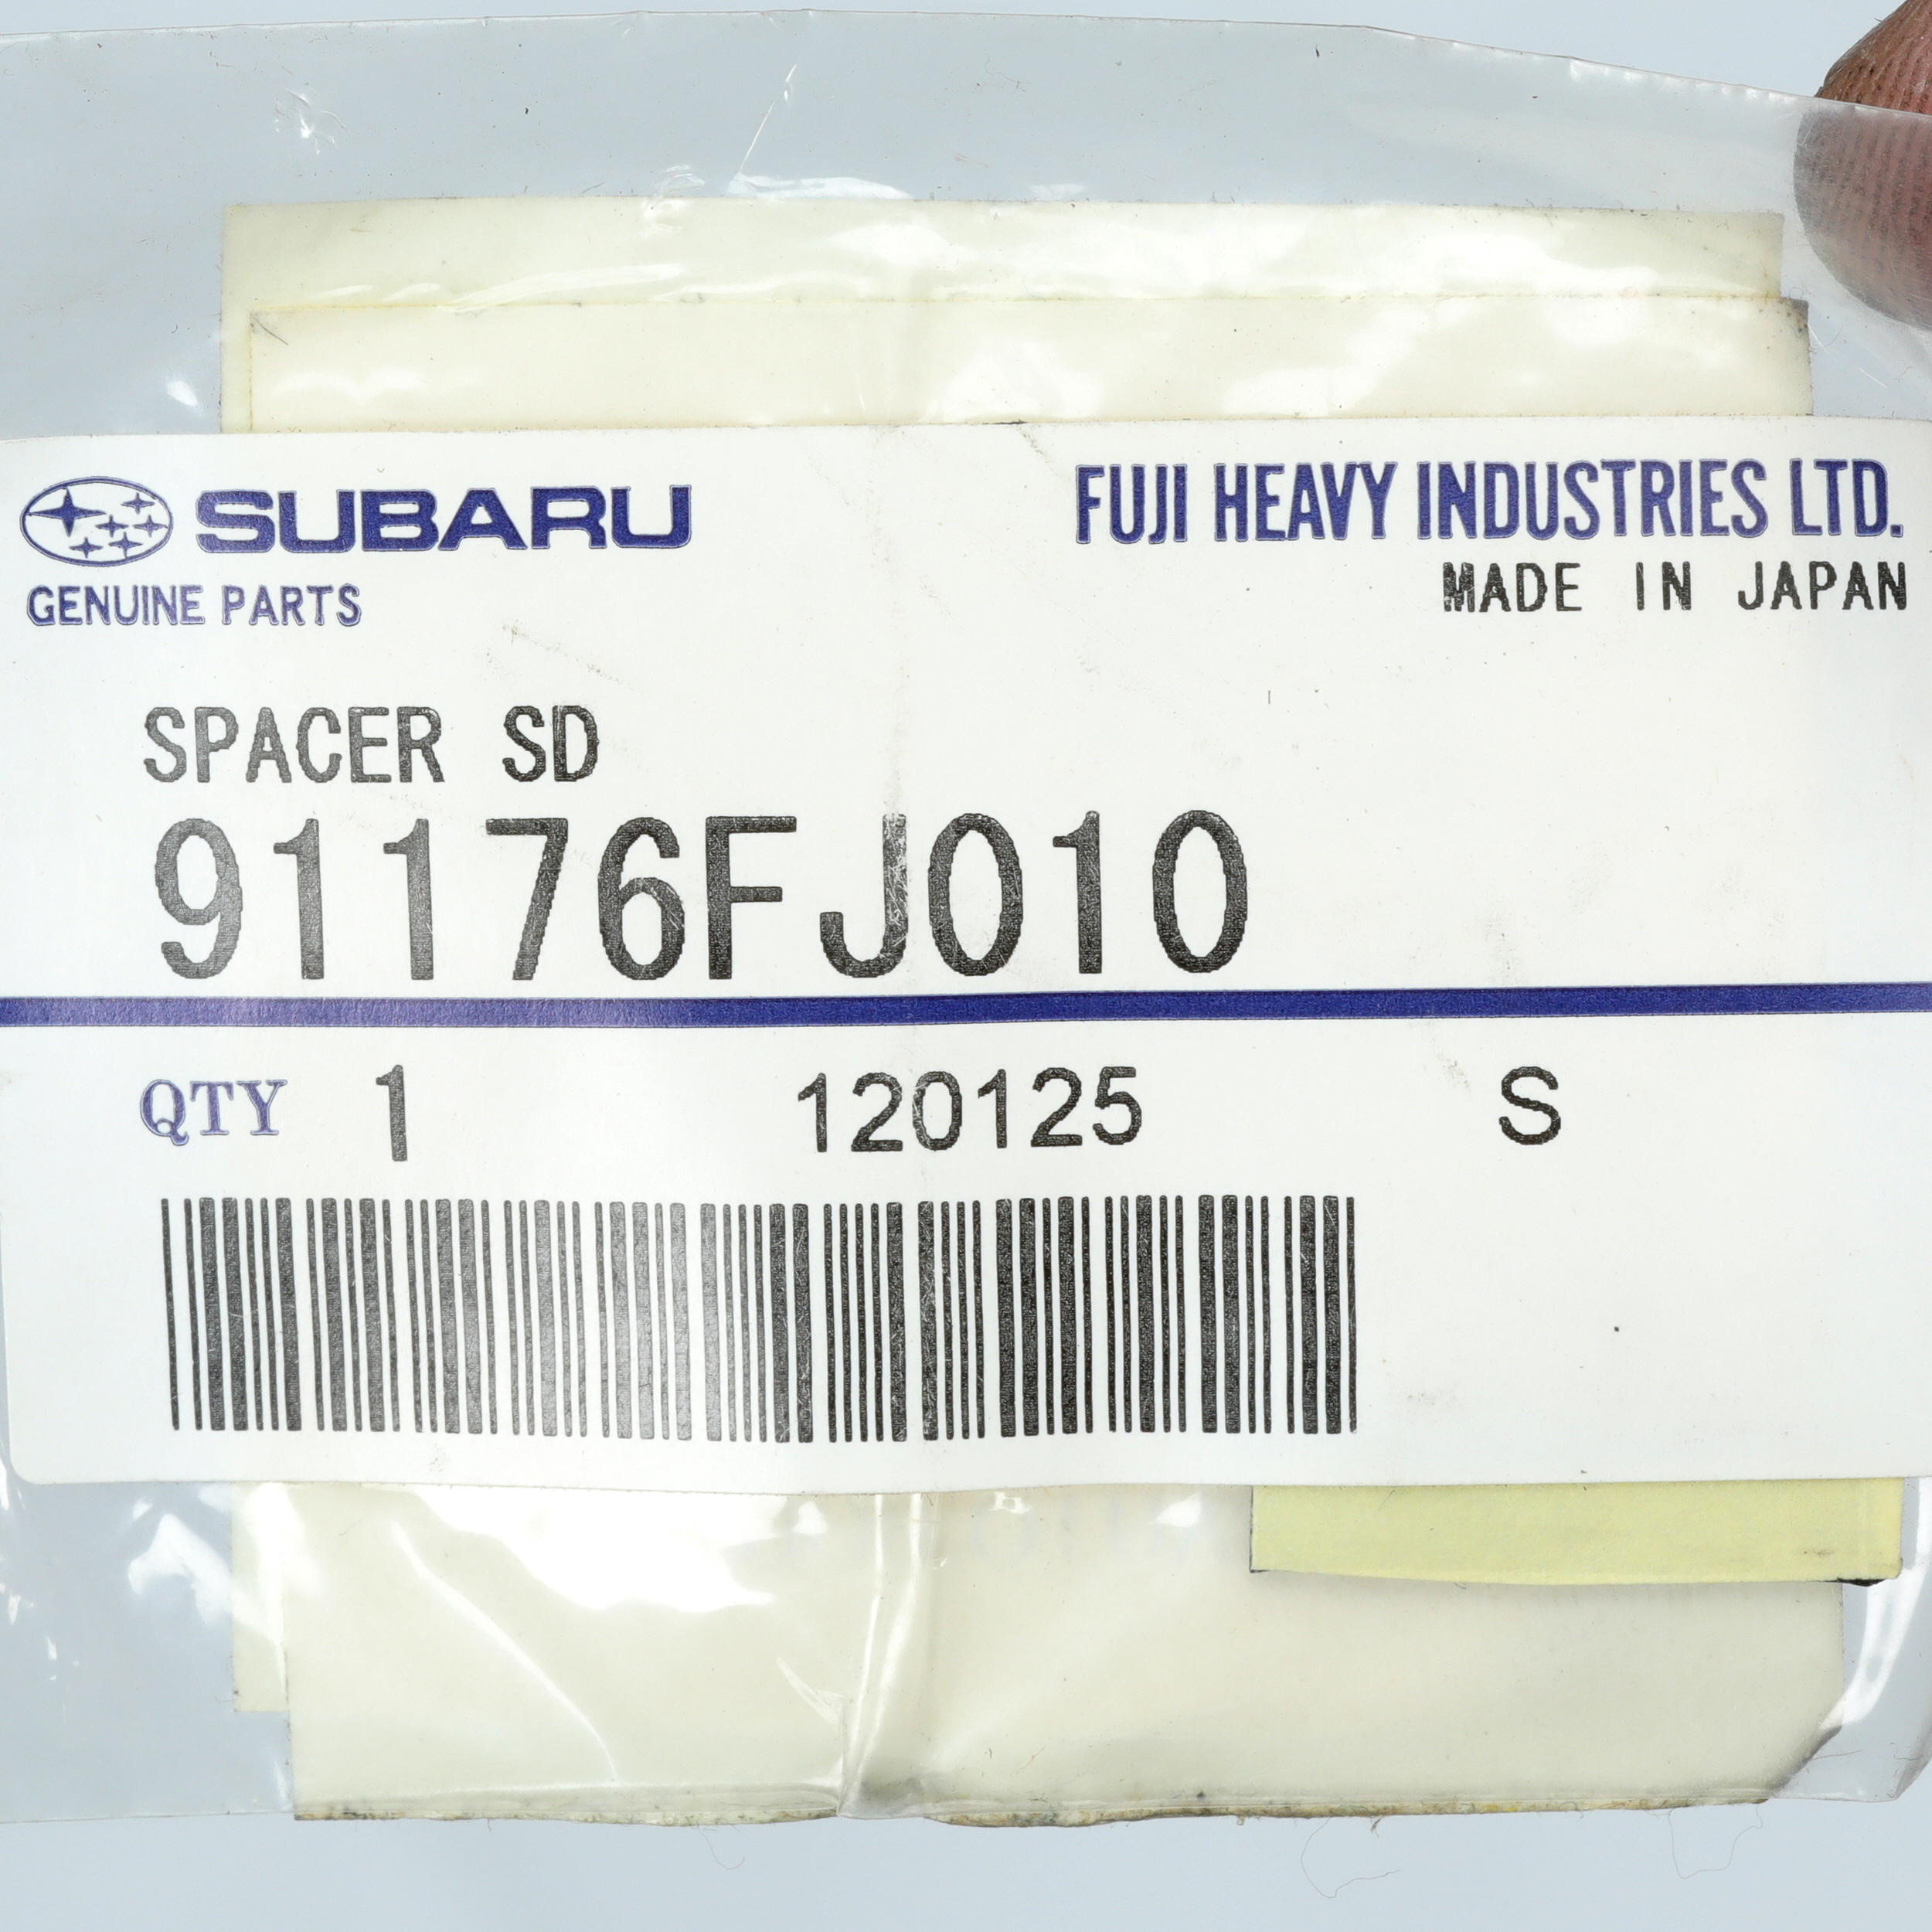 SUBARU
FUJI HEAVY INDUSTRIES LTD.
GENUINE PARTS
MADE IN JAPAN
SPACER SD
91176FJ010
QTY 1 120125 S